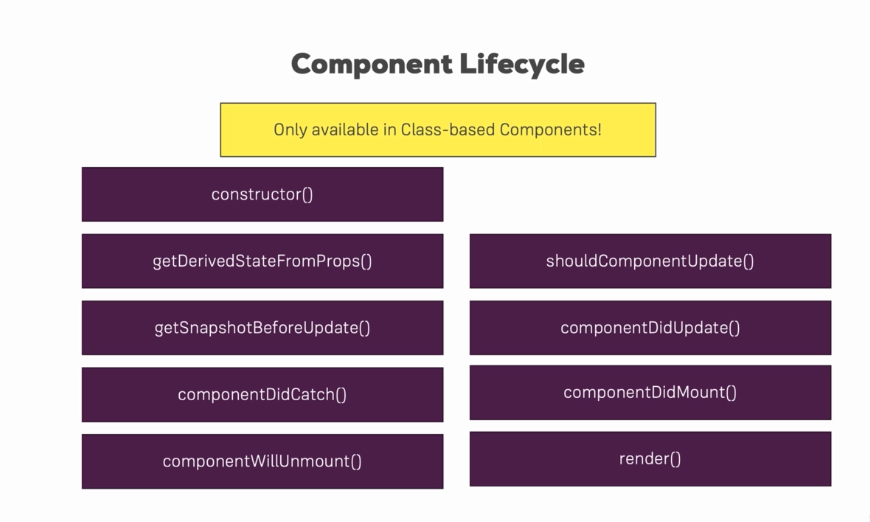 Component Lifecycle
Only available in Class-based Components!
constructor()
getDerivedStateFromProps()
shouldComponentUpdate()
getSnapshotBeforeUpdate()
componentDidUpdate()
componentDidCatch()
componentDidMount()
componentWillUnmount()
render()